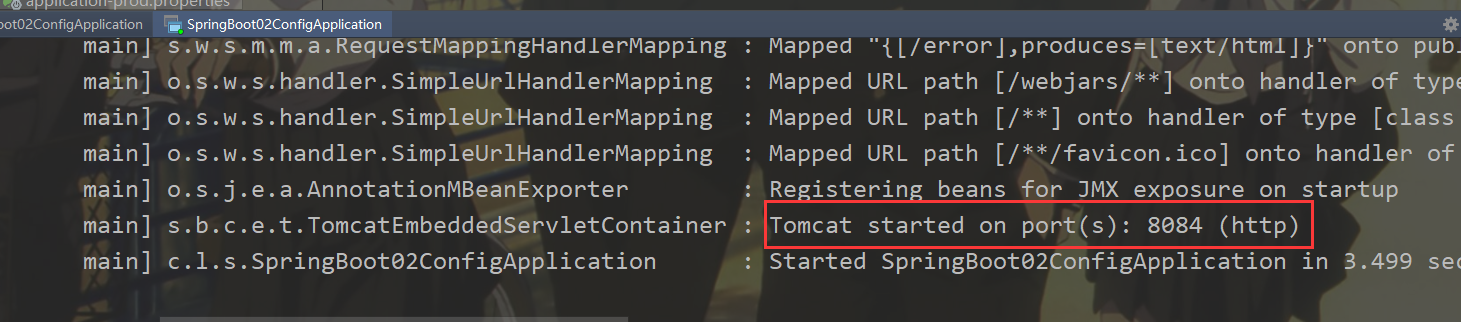 application-prod.properties
oot02ConfigApplication SpringBoot02ConfigApplication
main] s.w.s.m.m.a.RequestMappingHandlerMapping : Mapped "{[/error],produces=[text/html]}" onto publ
main] o.s.w.s.handler.SimpleUrlHandlerMapping : Mapped URL path [/webjars/**] onto handler of type
main] o.s.w.s.handler.SimpleUrlHandlerMapping : Mapped URL path [/**] onto handler of type [class
main] o.s.w.s.handler.SimpleUrlHandlerMapping : Mapped URL path [/**/favicon.ico] onto handler of
main] o.s.j.e.a.AnnotationMBeanExporter : Registering beans for JMX exposure on startup
main] s.b.c.e.t.TomcatEmbeddedServletContainer : Tomcat started on port(s): 8084 (http)
main] c.l.s.SpringBoot02ConfigApplication : Started SpringBoot02ConfigApplication in 3.499 sec